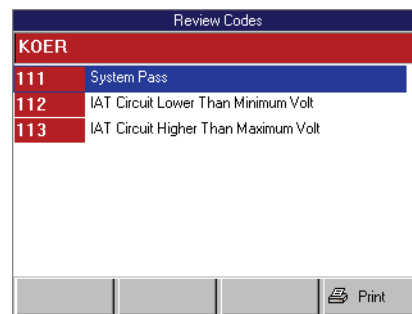 Review Codes
KOER
111 System Pass
112 IAT Circuit Lower Than Minimum Volt
113 IAT Circuit Higher Than Maximum Volt
Print